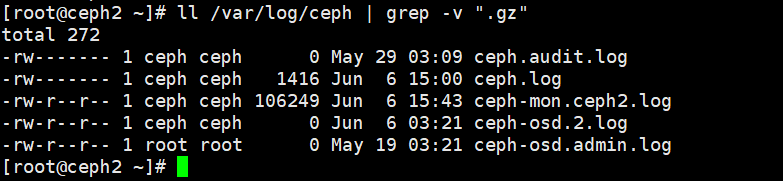 [root@ceph2 ~]# ll /var/log/ceph | grep -v ".gz"
total 272
-rw------- 1 ceph ceph      0 May 29 03:09 ceph.audit.log
-rw------- 1 ceph ceph   1416 Jun  6 15:00 ceph.log
-rw-r--r-- 1 ceph ceph 106249 Jun  6 15:43 ceph-mon.ceph2.log
-rw-r--r-- 1 ceph ceph      0 Jun  6 03:21 ceph-osd.2.log
-rw-r--r-- 1 root root      0 May 19 03:21 ceph-osd.admin.log
[root@ceph2 ~]#